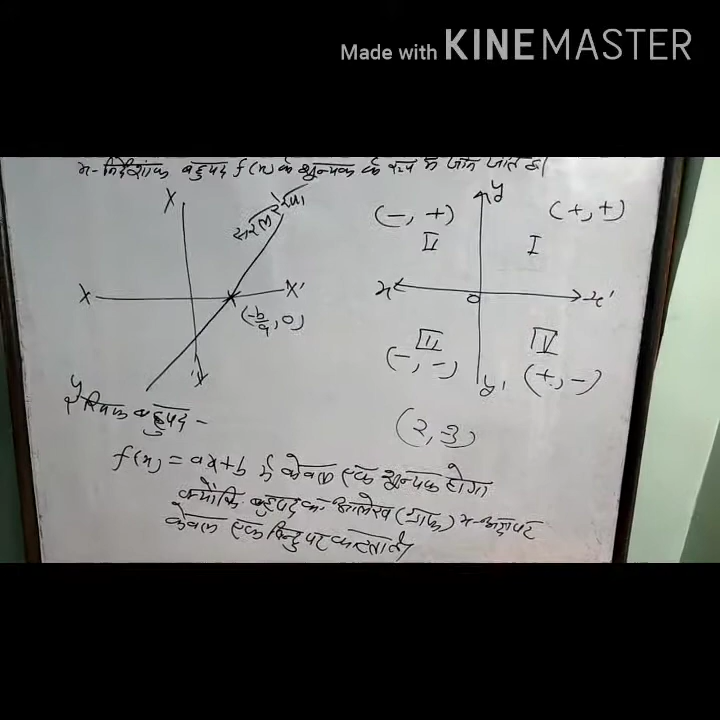 Made with KINEMASTER
x-निर्देशांक बहुपद f(x) के शून्यक के रूप में जाने जाते है।
X
सरल रेखा
X X'
(-b/a, 0)
y
y
(-, +) (+, +)
II I
x 0 x'
III IV
(-, -) (+, -)
y'
(2, 3)
रैखिक बहुपद -
f(x) = ax+b में केवल एक शून्यक होगा
क्योंकि बहुपद का आलेख (ग्राफ) x-अक्ष पर
केवल एक बिन्दु पर काटता है।